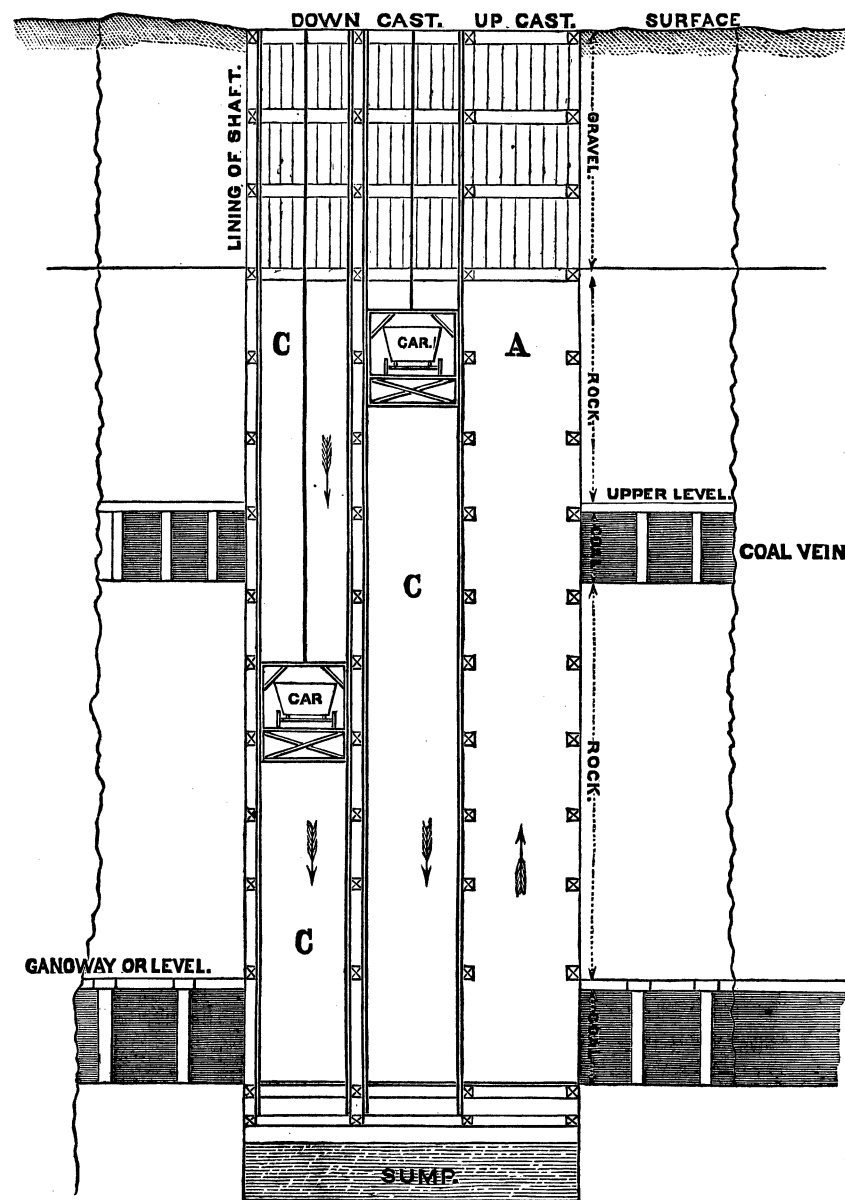 DOWN CAST. UP CAST. SURFACE
LINING OF SHAFT.
GRAVEL.
C
CAR.
A
ROCK.
UPPER LEVEL.
COAL
COAL VEIN
C
CAR
ROCK.
C
GANGWAY OR LEVEL.
COAL.
SUMP.